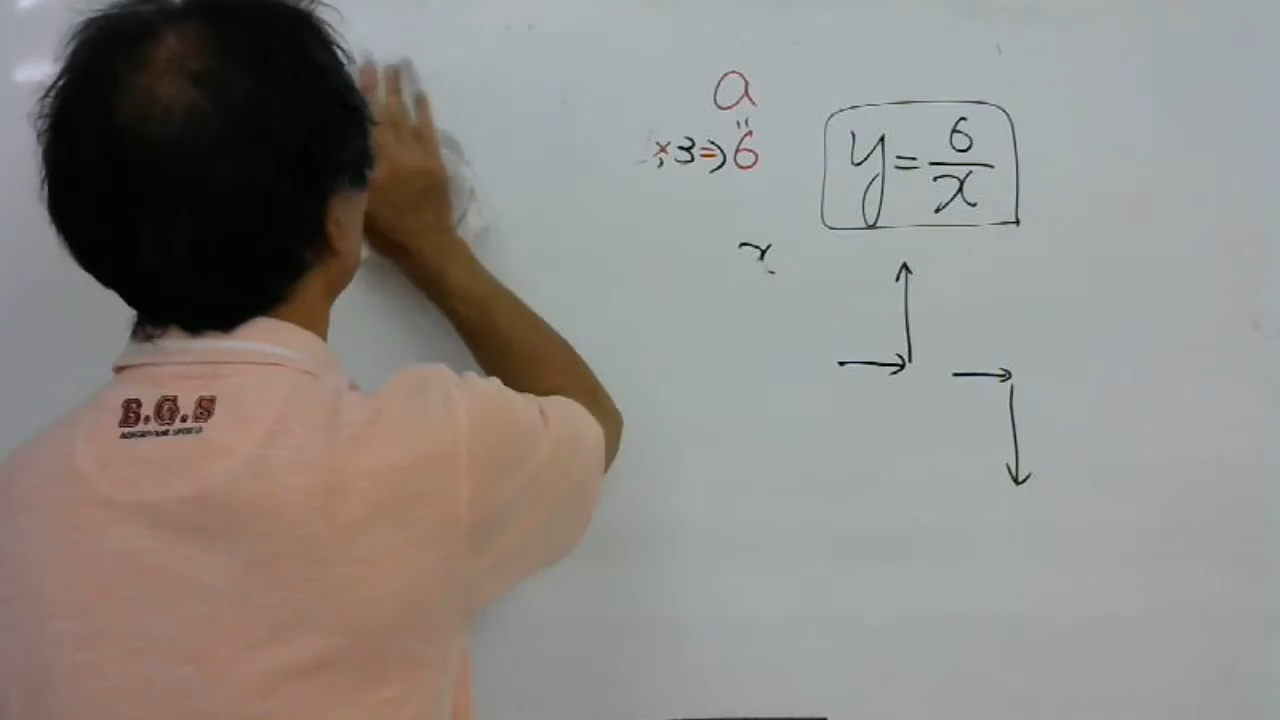 a
॥
×3⇒6
y=6/x
x
B.G.S